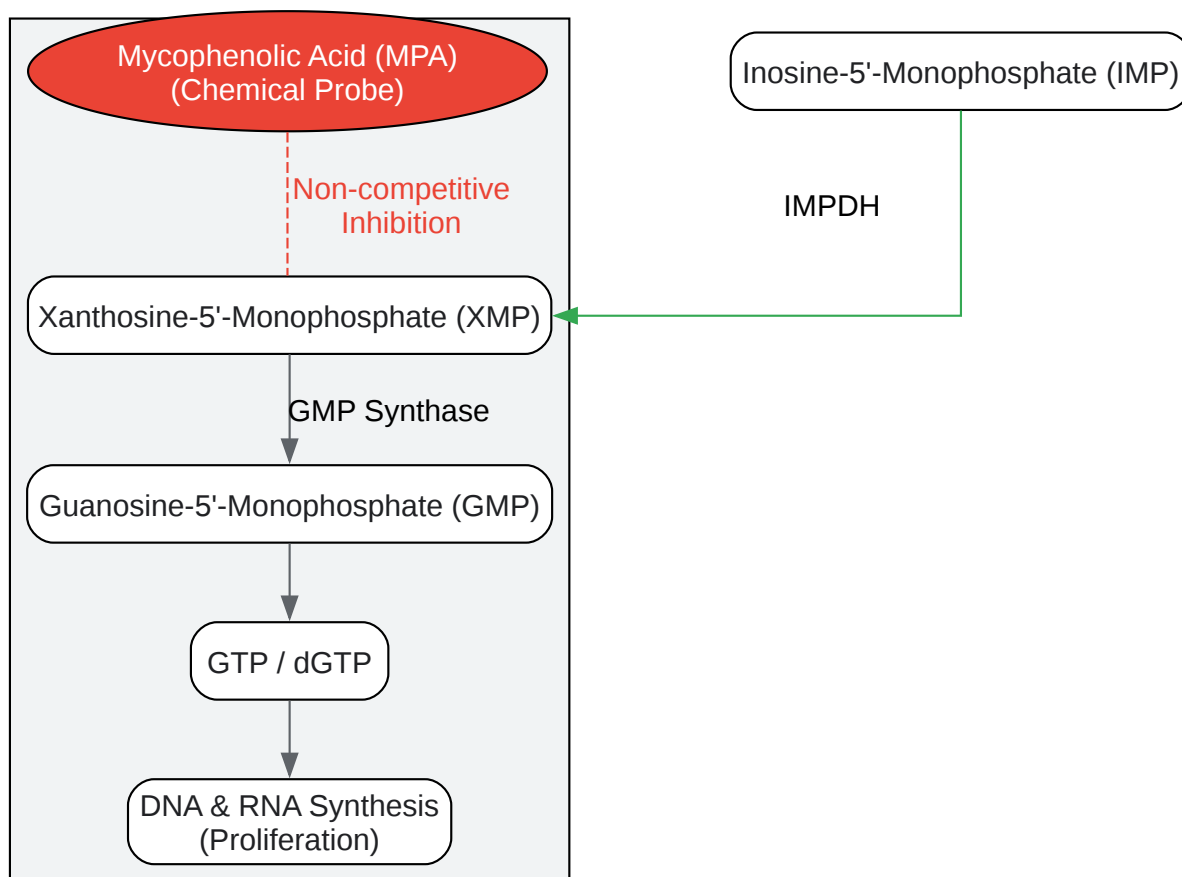 Mycophenolic Acid (MPA)
(Chemical Probe)
Inosine-5'-Monophosphate (IMP)
Non-competitive
Inhibition
IMPDH
Xanthosine-5'-Monophosphate (XMP)
GMP Synthase
Guanosine-5'-Monophosphate (GMP)
GTP / dGTP
DNA & RNA Synthesis
(Proliferation)